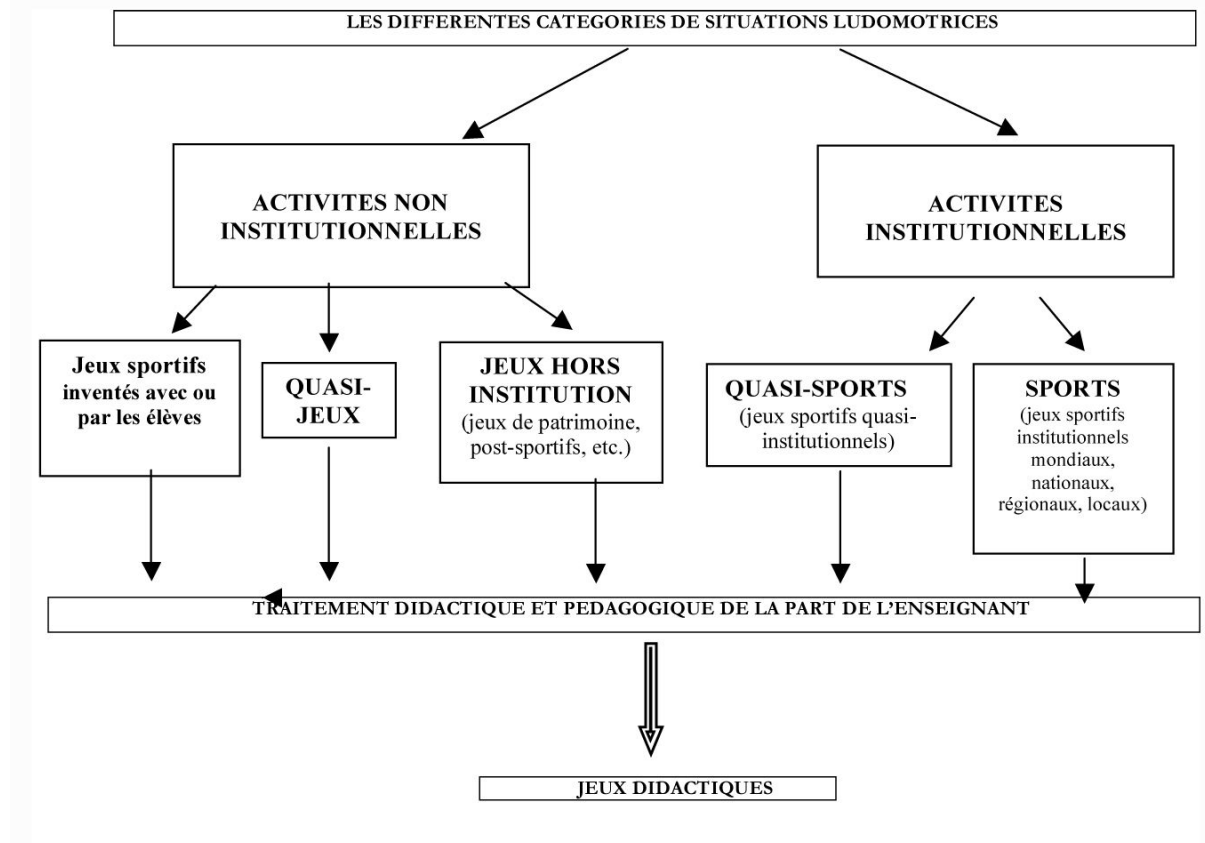 LES DIFFERENTES CATEGORIES DE SITUATIONS LUDOMOTRICES
ACTIVITES NON
INSTITUTIONNELLES
ACTIVITES
INSTITUTIONNELLES
Jeux sportifs
inventés avec ou
par les élèves
QUASI-
JEUX
JEUX HORS
INSTITUTION
(jeux de patrimoine,
post-sportifs, etc.)
QUASI-SPORTS
(jeux sportifs quasi-
institutionnels)
SPORTS
(jeux sportifs
institutionnels
mondiaux,
nationaux,
régionaux, locaux)
TRAITEMENT DIDACTIQUE ET PEDAGOGIQUE DE LA PART DE L'ENSEIGNANT
JEUX DIDACTIQUES